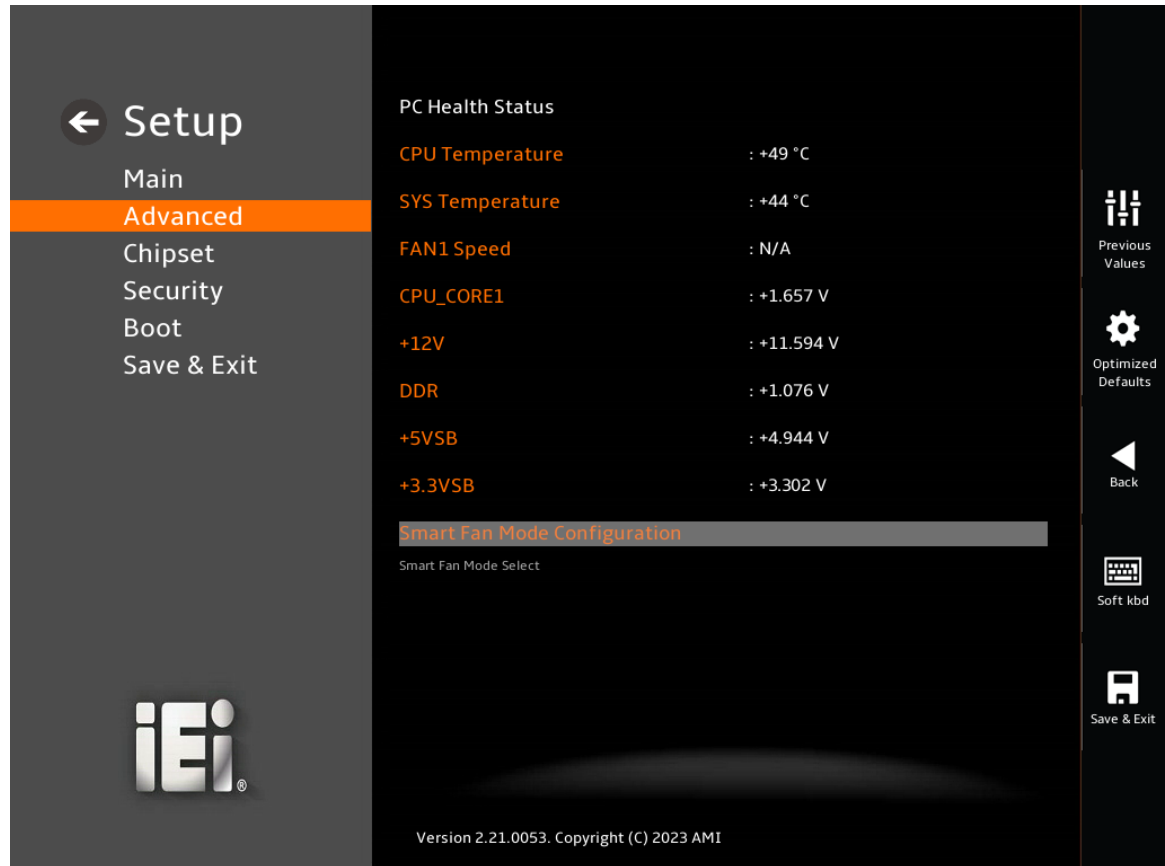 Setup
Main
Advanced
Chipset
Security
Boot
Save & Exit
PC Health Status
CPU Temperature : +49 °C
SYS Temperature : +44 °C
FAN1 Speed : N/A
CPU_CORE1 : +1.657 V
+12V : +11.594 V
DDR : +1.076 V
+5VSB : +4.944 V
+3.3VSB : +3.302 V
Smart Fan Mode Configuration
Smart Fan Mode Select
Previous
Values
Optimized
Defaults
Back
Soft kbd
Save & Exit
iEi®
Version 2.21.0053. Copyright (C) 2023 AMI